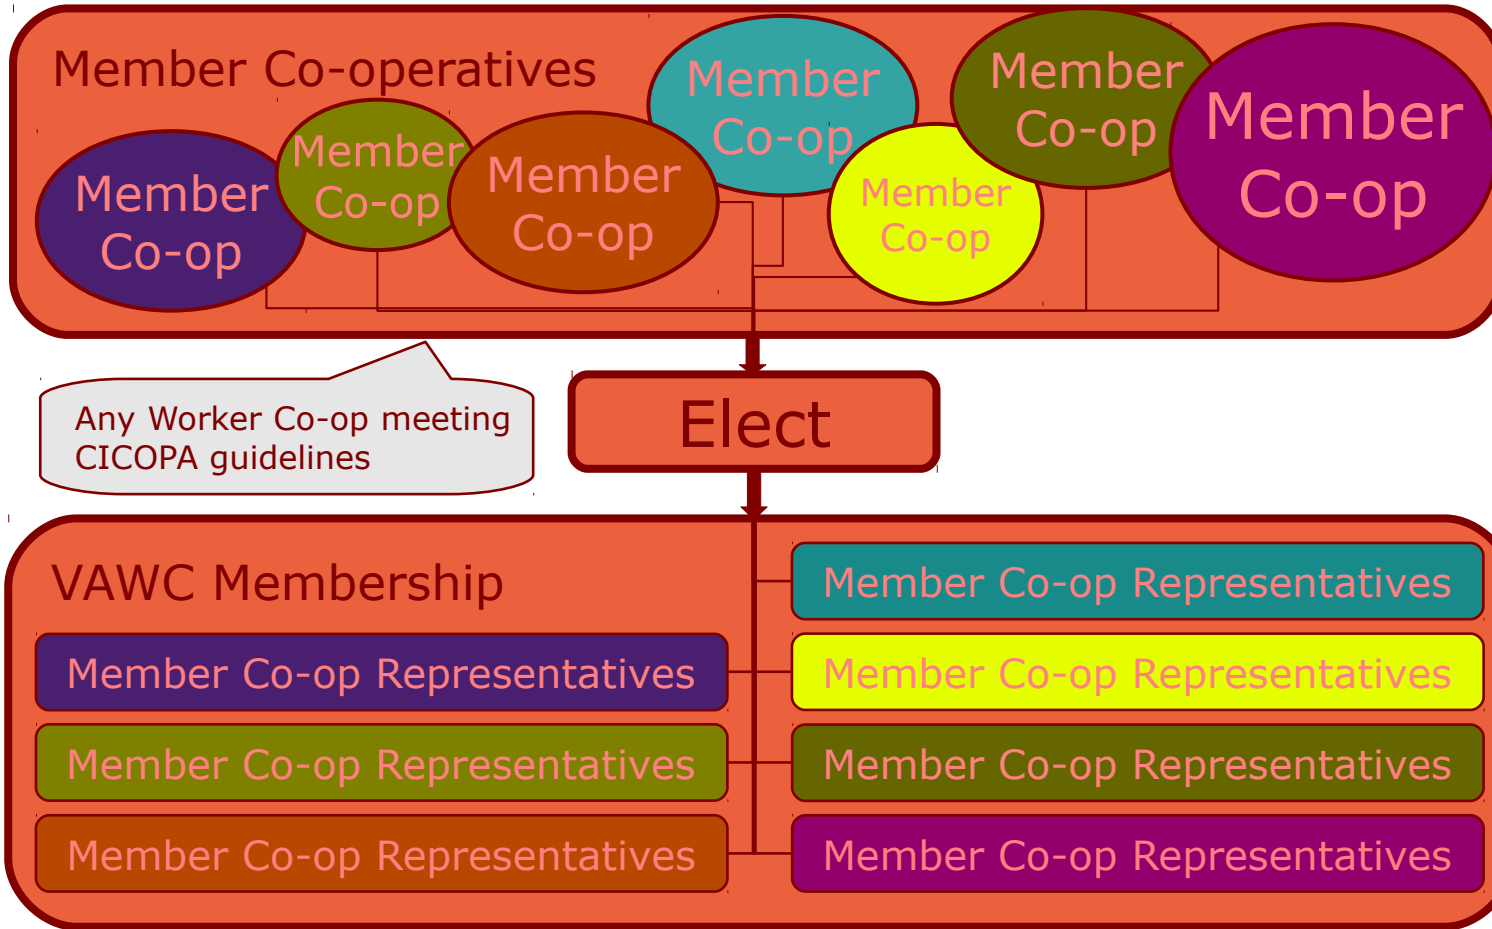 Member Co-operatives
Member
Co-op
Member
Co-op
Member
Co-op
Member
Co-op
Member
Co-op
Member
Co-op
Member
Co-op
Any Worker Co-op meeting
CICOPA guidelines
Elect
VAWC Membership
Member Co-op Representatives
Member Co-op Representatives
Member Co-op Representatives
Member Co-op Representatives
Member Co-op Representatives
Member Co-op Representatives
Member Co-op Representatives